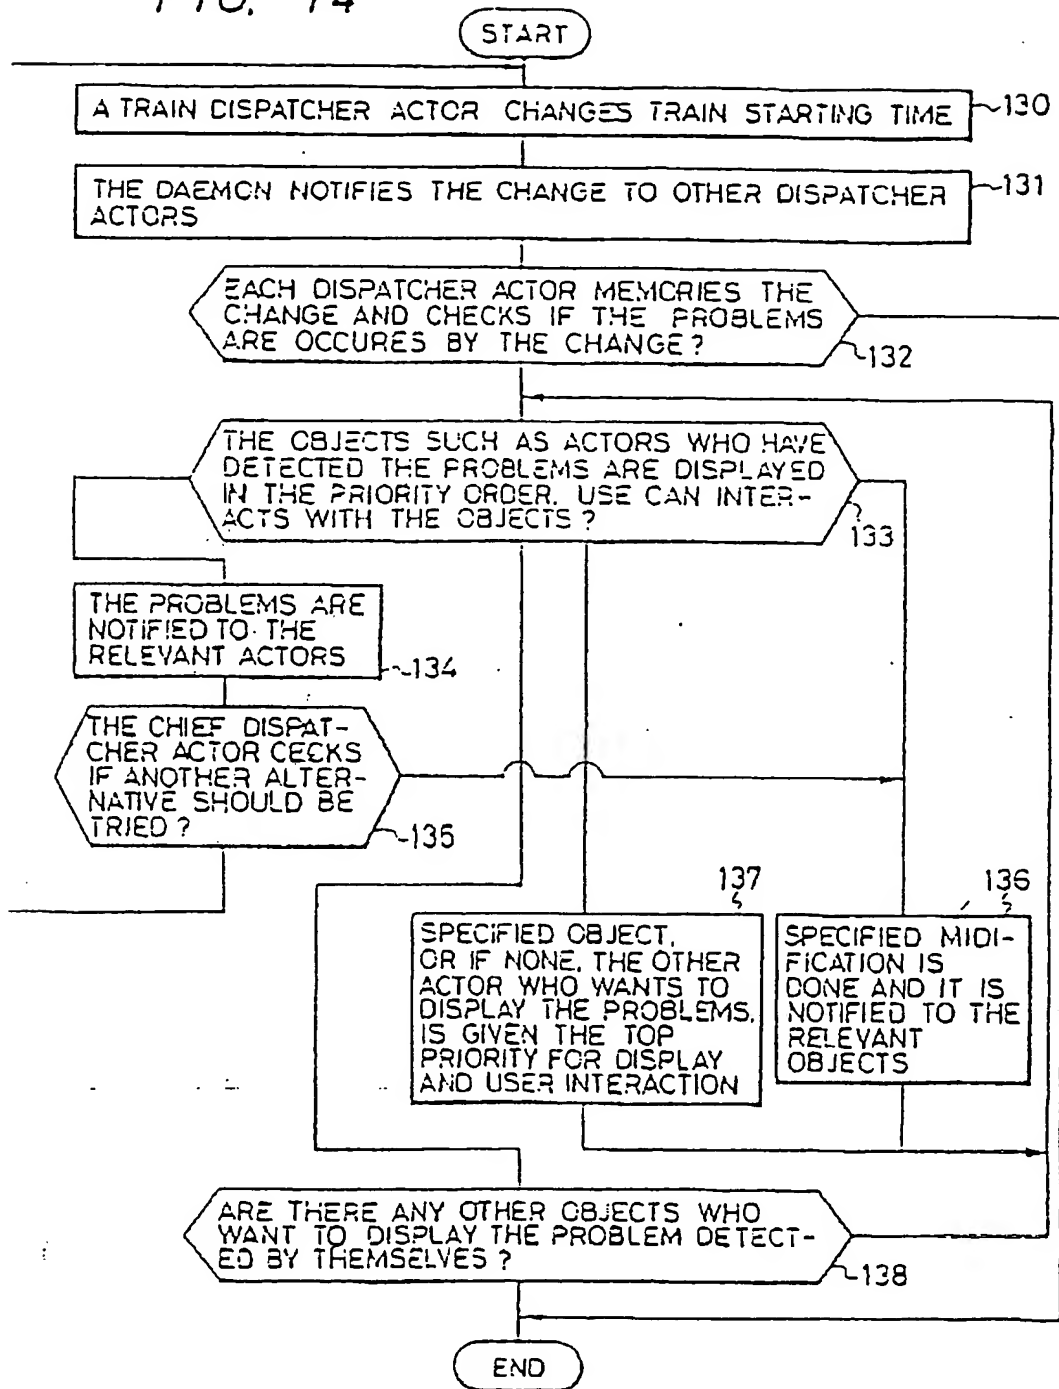 FIG. 14
START
A TRAIN DISPATCHER ACTOR CHANGES TRAIN STARTING TIME
130
THE DAEMON NOTIFIES THE CHANGE TO OTHER DISPATCHER
ACTORS
131
EACH DISPATCHER ACTOR MEMORIES THE
CHANGE AND CHECKS IF THE PROBLEMS
ARE OCCURES BY THE CHANGE?
132
THE OBJECTS SUCH AS ACTORS WHO HAVE
DETECTED THE PROBLEMS ARE DISPLAYED
IN THE PRIORITY ORDER. USE CAN INTER-
ACTS WITH THE OBJECTS?
133
THE PROBLEMS ARE
NOTIFIED TO THE
RELEVANT ACTORS
134
THE CHIEF DISPAT-
CHER ACTOR CECKS
IF ANOTHER ALTER-
NATIVE SHOULD BE
TRIED?
135
137
SPECIFIED OBJECT,
OR IF NONE, THE OTHER
ACTOR WHO WANTS TO
DISPLAY THE PROBLEMS,
IS GIVEN THE TOP
PRIORITY FOR DISPLAY
AND USER INTERACTION
136
SPECIFIED MIDI-
FICATION IS
DONE AND IT IS
NOTIFIED TO THE
RELEVANT
OBJECTS
ARE THERE ANY OTHER OBJECTS WHO
WANT TO DISPLAY THE PROBLEM DETECT-
ED BY THEMSELVES?
138
END